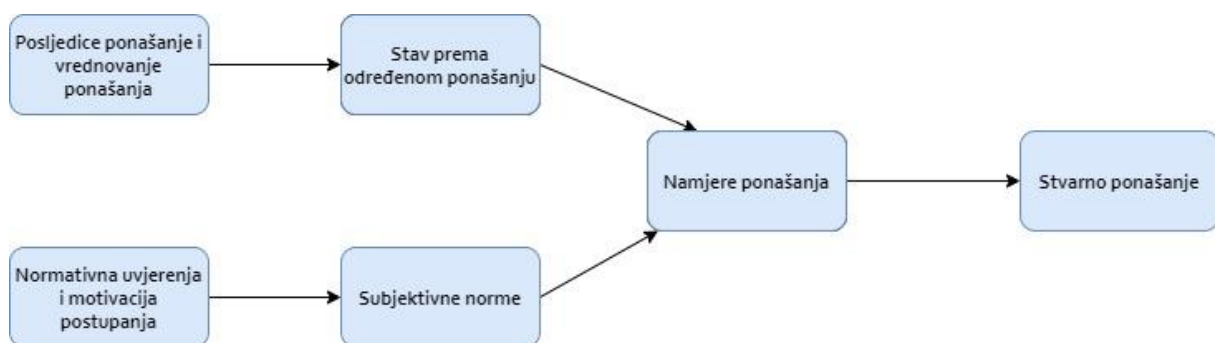 Posljedice ponašanje i
vrednovanje
ponašanja
Stav prema
određenom ponašanju
Namjere ponašanja
Stvarno ponašanje
Normativna uvjerenja
i motivacija
postupanja
Subjektivne norme